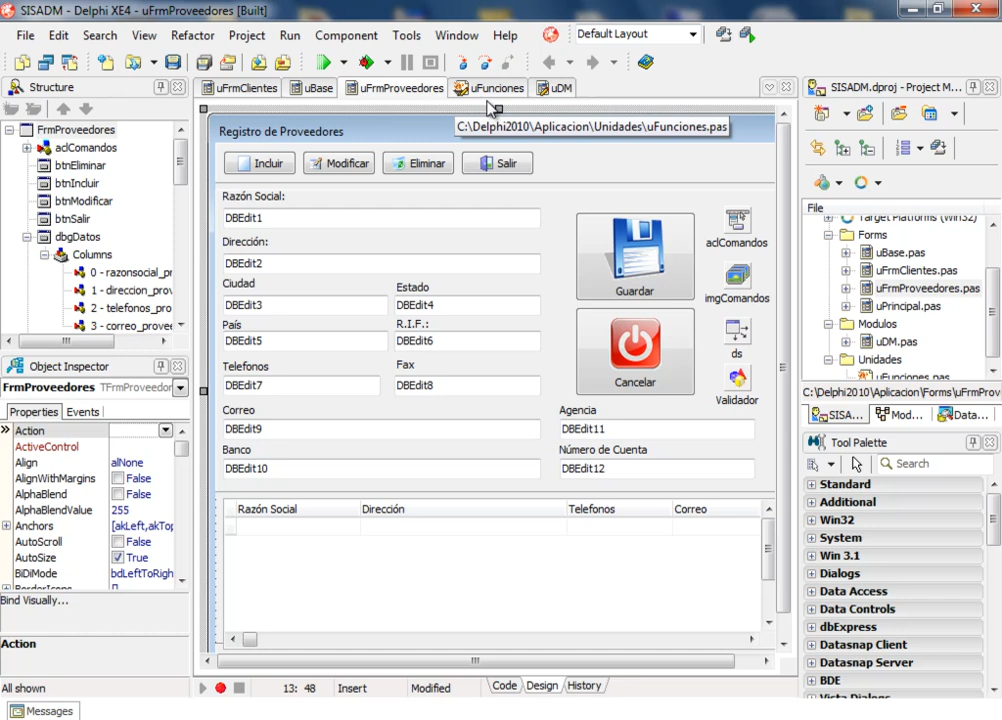 SISADM - Delphi XE4 - uFrmProveedores [Built]
File Edit Search View Refactor Project Run Component Tools Window Help Default Layout
Structure
uFrmClientes uBase uFrmProveedores uFunciones uDM
SISADM.dproj - Project M...
C:\Delphi2010\Aplicacion\Unidades\uFunciones.pas
FrmProveedores
adComandos
btnEliminar
btnIncluir
btnModificar
btnSalir
dbgDatos
Columns
0 - razonsocial_pr
1 - direccion_prov
2 - telefonos_prov
3 - correo_provee
Object Inspector
FrmProveedores TFrmProveedor
Properties Events
Action
ActiveControl
Align alNone
AlignWithMargins False
AlphaBlend False
AlphaBlendValue 255
Anchors [akLeft,akTop
AutoScroll False
AutoSize True
BiDiMode bdLeftToRigh
BorderIcons
Bind Visually...
Action
All shown
Registro de Proveedores
Incluir Modificar Eliminar Salir
Razón Social:
DBEdit1
Dirección:
DBEdit2
Ciudad Estado
DBEdit3 DBEdit4
País R.I.F.:
DBEdit5 DBEdit6
Telefonos Fax
DBEdit7 DBEdit8
Correo Agencia
DBEdit9 DBEdit11
Banco Número de Cuenta
DBEdit10 DBEdit12
Guardar
Cancelar
adComandos
imgComandos
ds
Validador
Razón Social Dirección Telefonos Correo
13: 48 Insert Modified Code Design History
File
Target Platforms (Win32)
Forms
uBase.pas
uFrmClientes.pas
uFrmProveedores.pas
uPrincipal.pas
Modulos
uDM.pas
Unidades
uFunciones.pas
C:\Delphi2010\Aplicacion\Forms\uFrmProv
SISA... Mod... Data...
Tool Palette
Search
Standard
Additional
Win32
System
Win 3.1
Dialogs
Data Access
Data Controls
dbExpress
Datasnap Client
Datasnap Server
BDE
Vista Dialogs
Messages